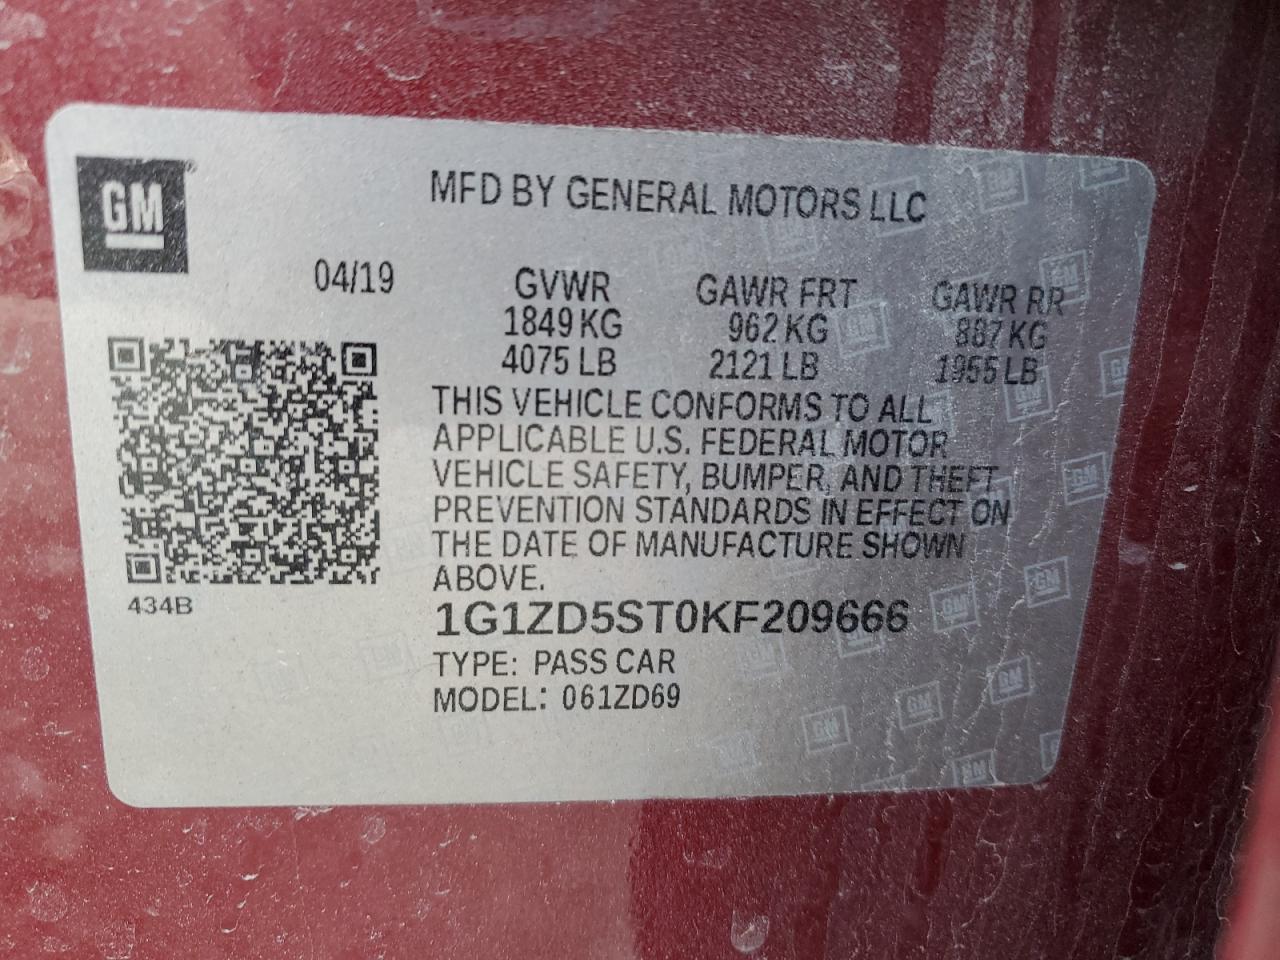 GM
MFD BY GENERAL MOTORS LLC
04/19
GVWR GAWR FRT GAWR RR
1849 KG 962 KG 887 KG
4075 LB 2121 LB 1955 LB
THIS VEHICLE CONFORMS TO ALL
APPLICABLE U.S. FEDERAL MOTOR
VEHICLE SAFETY, BUMPER, AND THEFT
PREVENTION STANDARDS IN EFFECT ON
THE DATE OF MANUFACTURE SHOWN
ABOVE.
434B
1G1ZD5ST0KF209666
TYPE: PASS CAR
MODEL: 061ZD69